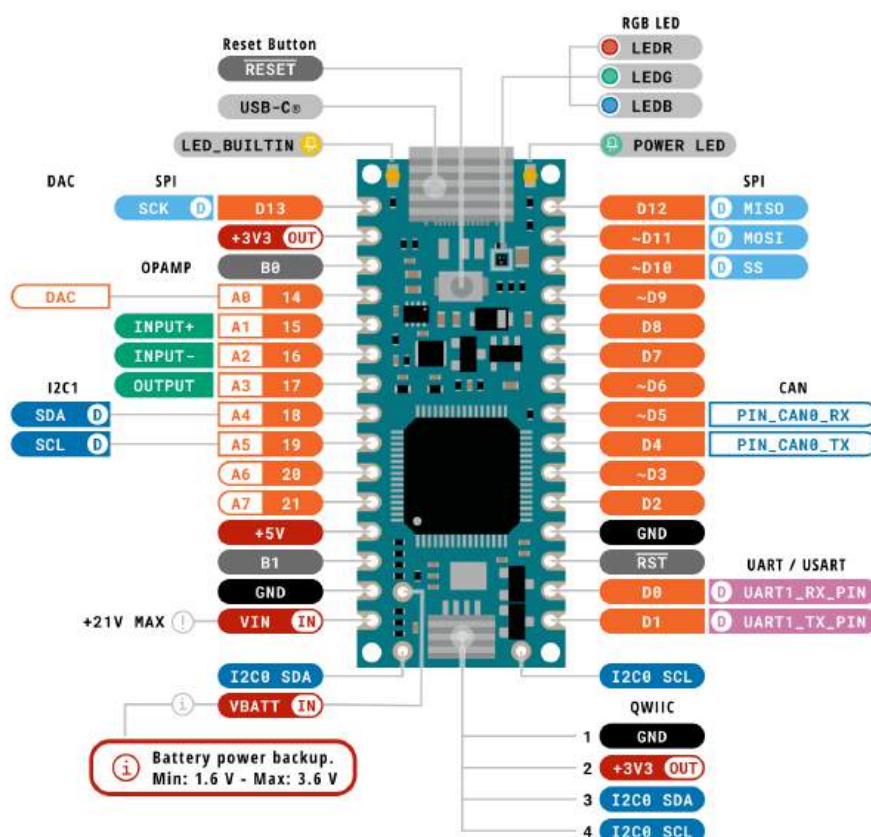 RGB LED
Reset Button
RESET
LEDR
LEDG
USB-C®
LEDB
LED_BUILTIN
POWER LED
DAC SPI
SPI
SCK D D13
D12 D MISO
+3V3 OUT
~D11 D MOSI
OPAMP B0
~D10 D SS
DAC A0 14
~D9
INPUT+ A1 15
D8
INPUT- A2 16
D7
I2C1 OUTPUT A3 17
~D6 CAN
SDA D A4 18
~D5 PIN_CAN0_RX
SCL D A5 19
D4 PIN_CAN0_TX
A6 20
~D3
A7 21
D2
+5V
GND
B1
RST UART / USART
GND
D0 D UART1_RX_PIN
+21V MAX ! VIN IN
D1 D UART1_TX_PIN
I2C0 SDA
I2C0 SCL
i VBATT IN
QWIIC
1 GND
i Battery power backup.
Min: 1.6 V - Max: 3.6 V
2 +3V3 OUT
3 I2C0 SDA
4 I2C0 SCL